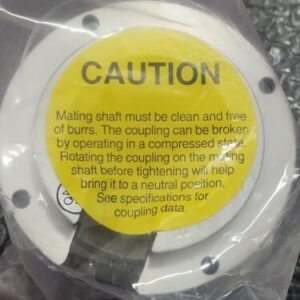 CAUTION
Mating shaft must be clean and free
of burrs. The coupling can be broken
by operating in a compressed state.
Rotating the coupling on the mating
shaft before tightening will help
bring it to a neutral position.
See specifications for
coupling data.